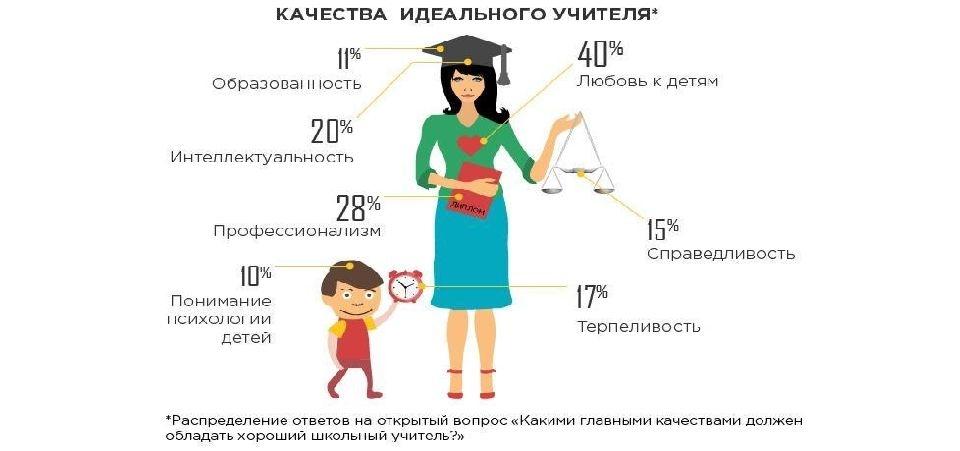 КАЧЕСТВА ИДЕАЛЬНОГО УЧИТЕЛЯ*
11%
Образованность
40%
Любовь к детям
20%
Интеллектуальность
28%
Профессионализм
ДИПЛОМ
15%
Справедливость
10%
Понимание
психологии
детей
17%
Терпеливость
*Распределение ответов на открытый вопрос «Какими главными качествами должен
обладать хороший школьный учитель?»